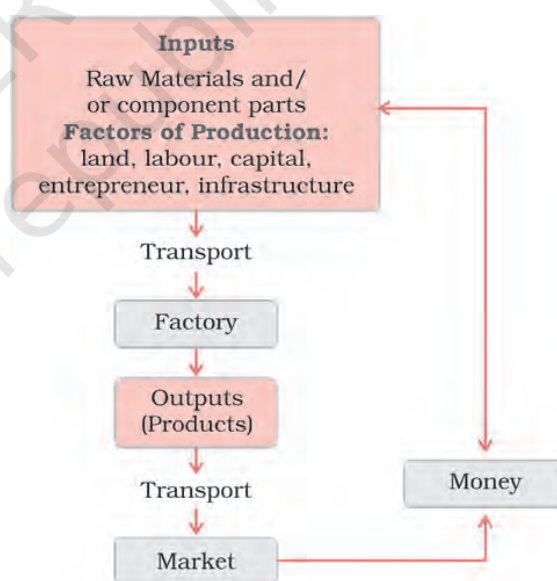 Inputs
Raw Materials and/
or component parts
Factors of Production:
land, labour, capital,
entrepreneur, infrastructure
Transport
Factory
Outputs
(Products)
Transport
Money
Market